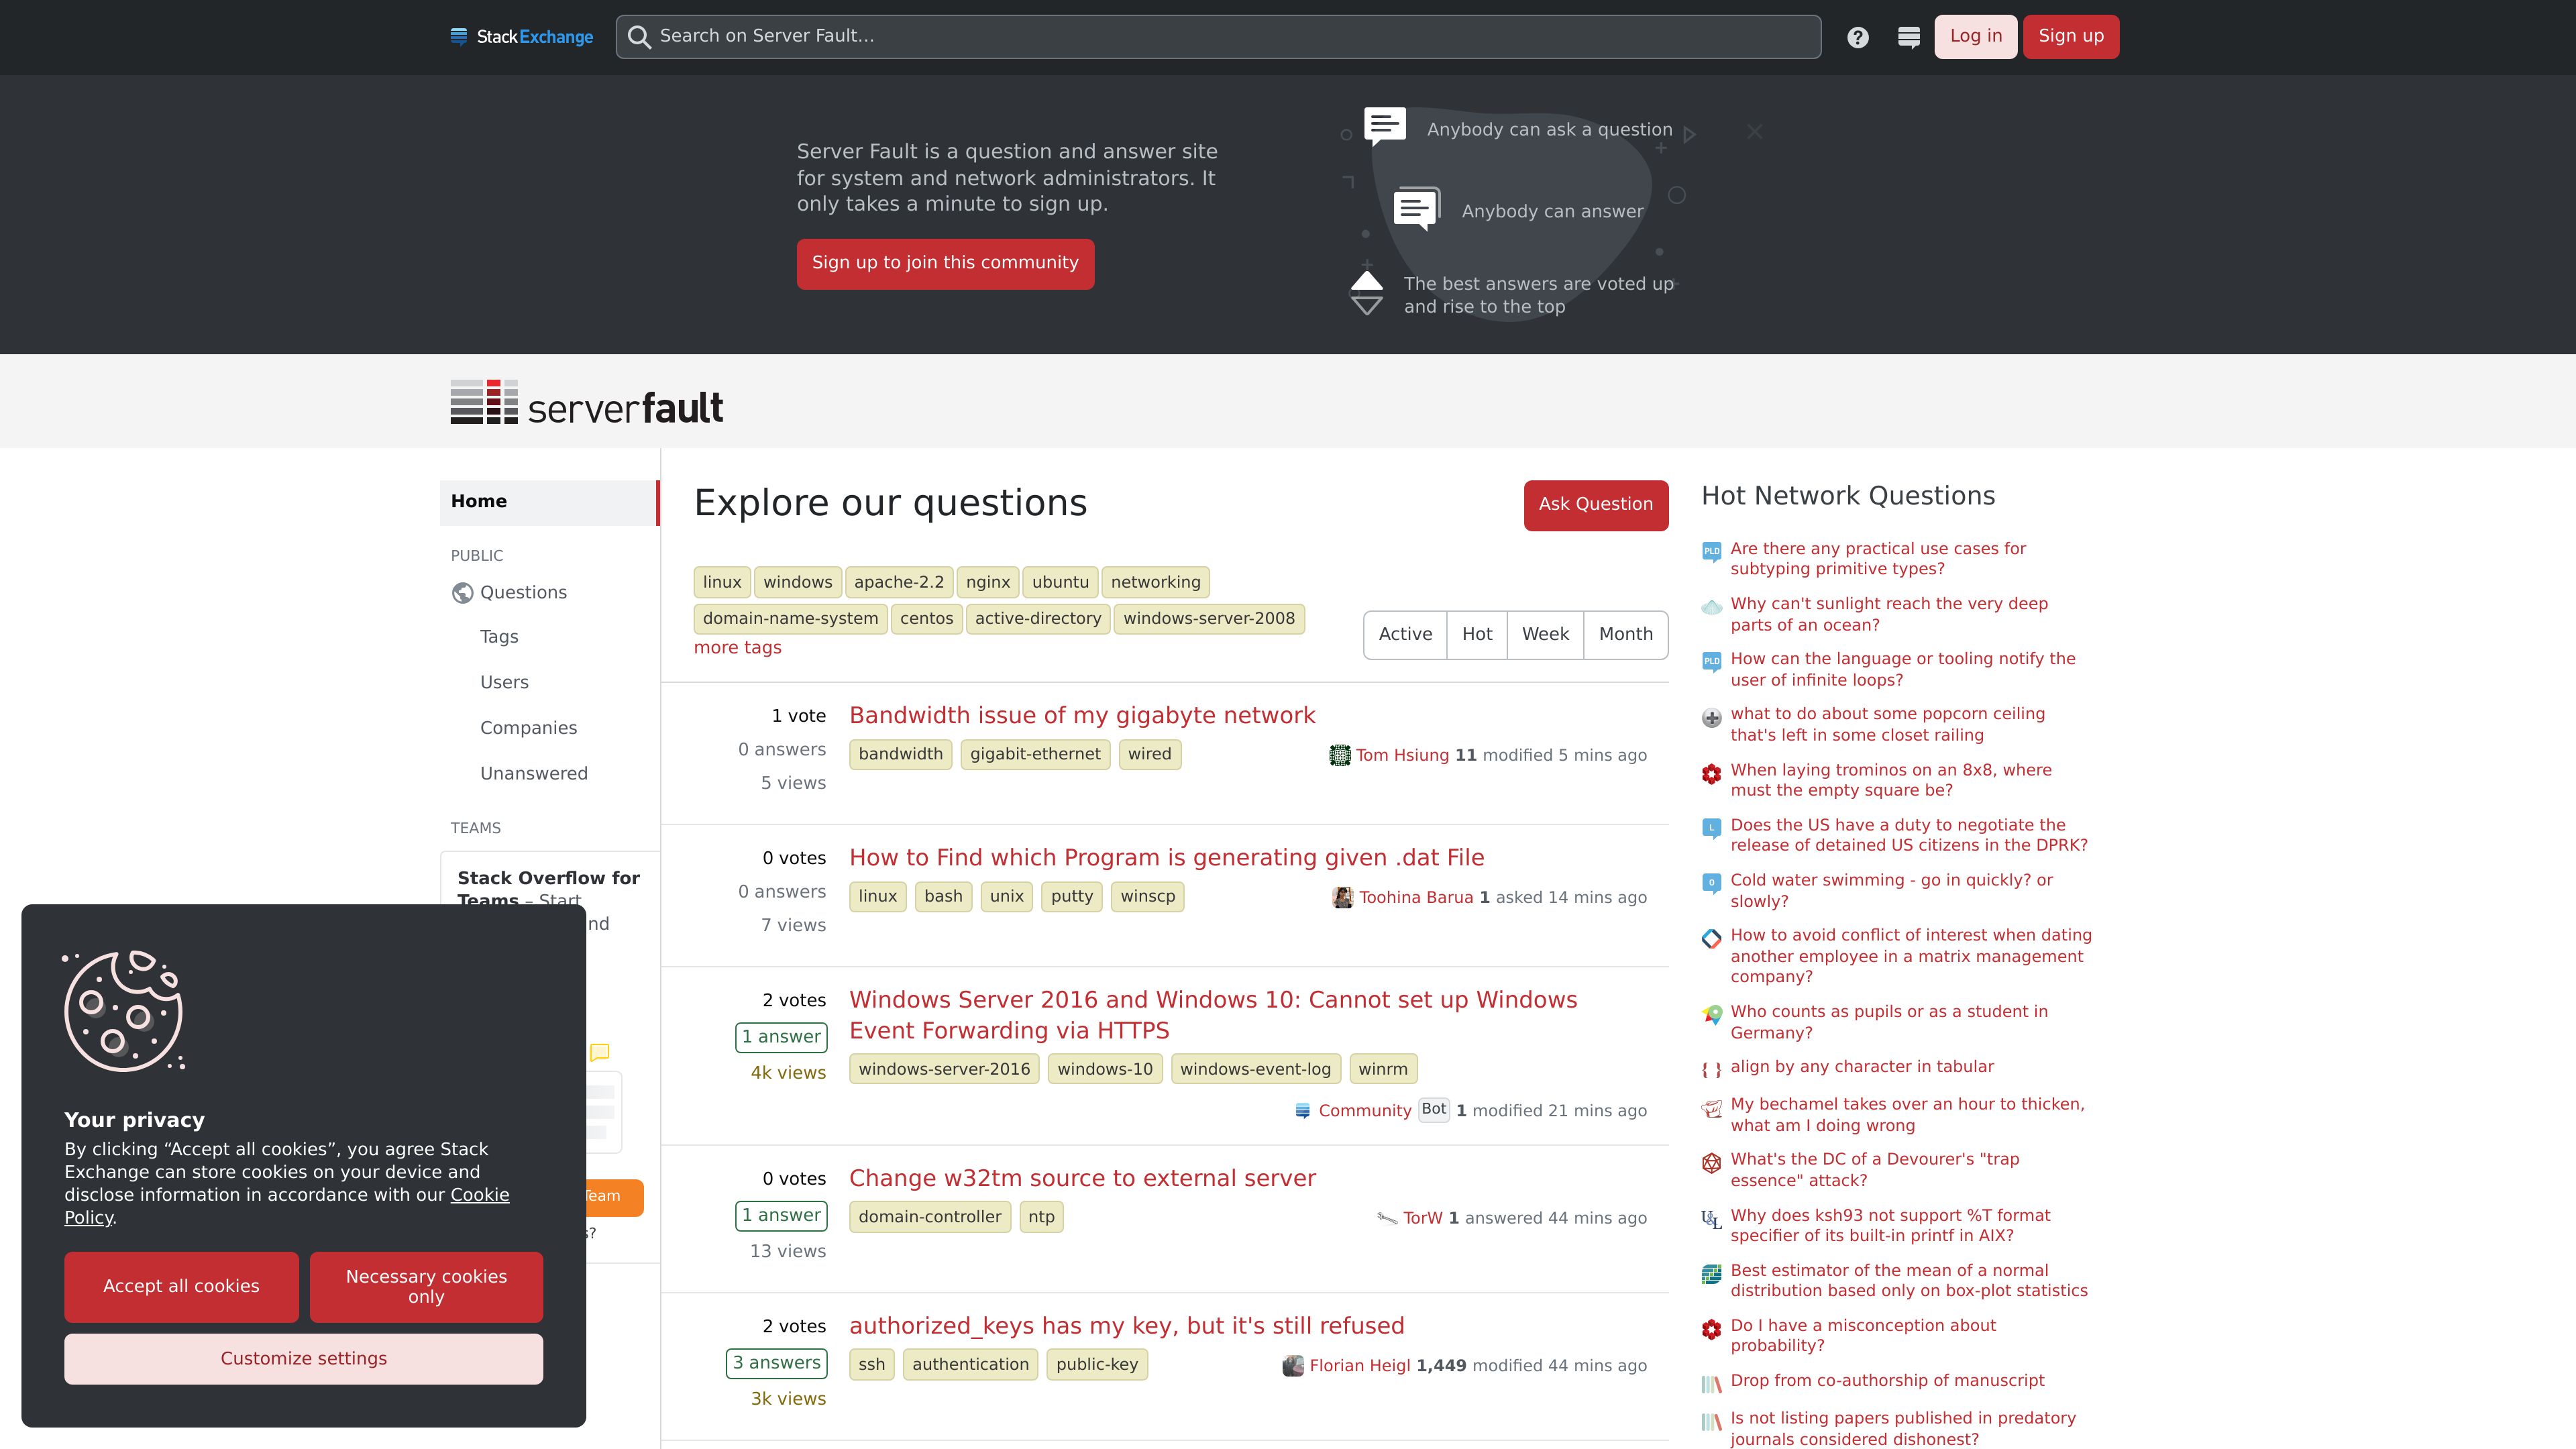 StackExchange
Search on Server Fault…
Log in
Sign up
Server Fault is a question and answer site
for system and network administrators. It
only takes a minute to sign up.
Sign up to join this community
Anybody can ask a question
Anybody can answer
The best answers are voted up
and rise to the top
serverfault
Home
PUBLIC
Questions
Tags
Users
Companies
Unanswered
TEAMS
Stack Overflow for
Teams – Start
nd
Team
s?
Your privacy
By clicking “Accept all cookies”, you agree Stack
Exchange can store cookies on your device and
disclose information in accordance with our Cookie
Policy.
Accept all cookies
Necessary cookies
only
Customize settings
Explore our questions
Ask Question
linux windows apache-2.2 nginx ubuntu networking
domain-name-system centos active-directory windows-server-2008
more tags
Active Hot Week Month
1 vote
0 answers
5 views
Bandwidth issue of my gigabyte network
bandwidth gigabit-ethernet wired
Tom Hsiung 11 modified 5 mins ago
0 votes
0 answers
7 views
How to Find which Program is generating given .dat File
linux bash unix putty winscp
Toohina Barua 1 asked 14 mins ago
2 votes
1 answer
4k views
Windows Server 2016 and Windows 10: Cannot set up Windows
Event Forwarding via HTTPS
windows-server-2016 windows-10 windows-event-log winrm
Community Bot 1 modified 21 mins ago
0 votes
1 answer
13 views
Change w32tm source to external server
domain-controller ntp
TorW 1 answered 44 mins ago
2 votes
3 answers
3k views
authorized_keys has my key, but it's still refused
ssh authentication public-key
Florian Heigl 1,449 modified 44 mins ago
Hot Network Questions
PLD
Are there any practical use cases for
subtyping primitive types?
Why can't sunlight reach the very deep
parts of an ocean?
PLD
How can the language or tooling notify the
user of infinite loops?
what to do about some popcorn ceiling
that's left in some closet railing
When laying trominos on an 8x8, where
must the empty square be?
L
Does the US have a duty to negotiate the
release of detained US citizens in the DPRK?
O
Cold water swimming - go in quickly? or
slowly?
How to avoid conflict of interest when dating
another employee in a matrix management
company?
Who counts as pupils or as a student in
Germany?
align by any character in tabular
My bechamel takes over an hour to thicken,
what am I doing wrong
What's the DC of a Devourer's "trap
essence" attack?
U&L
Why does ksh93 not support %T format
specifier of its built-in printf in AIX?
Best estimator of the mean of a normal
distribution based only on box-plot statistics
Do I have a misconception about
probability?
Drop from co-authorship of manuscript
Is not listing papers published in predatory
journals considered dishonest?